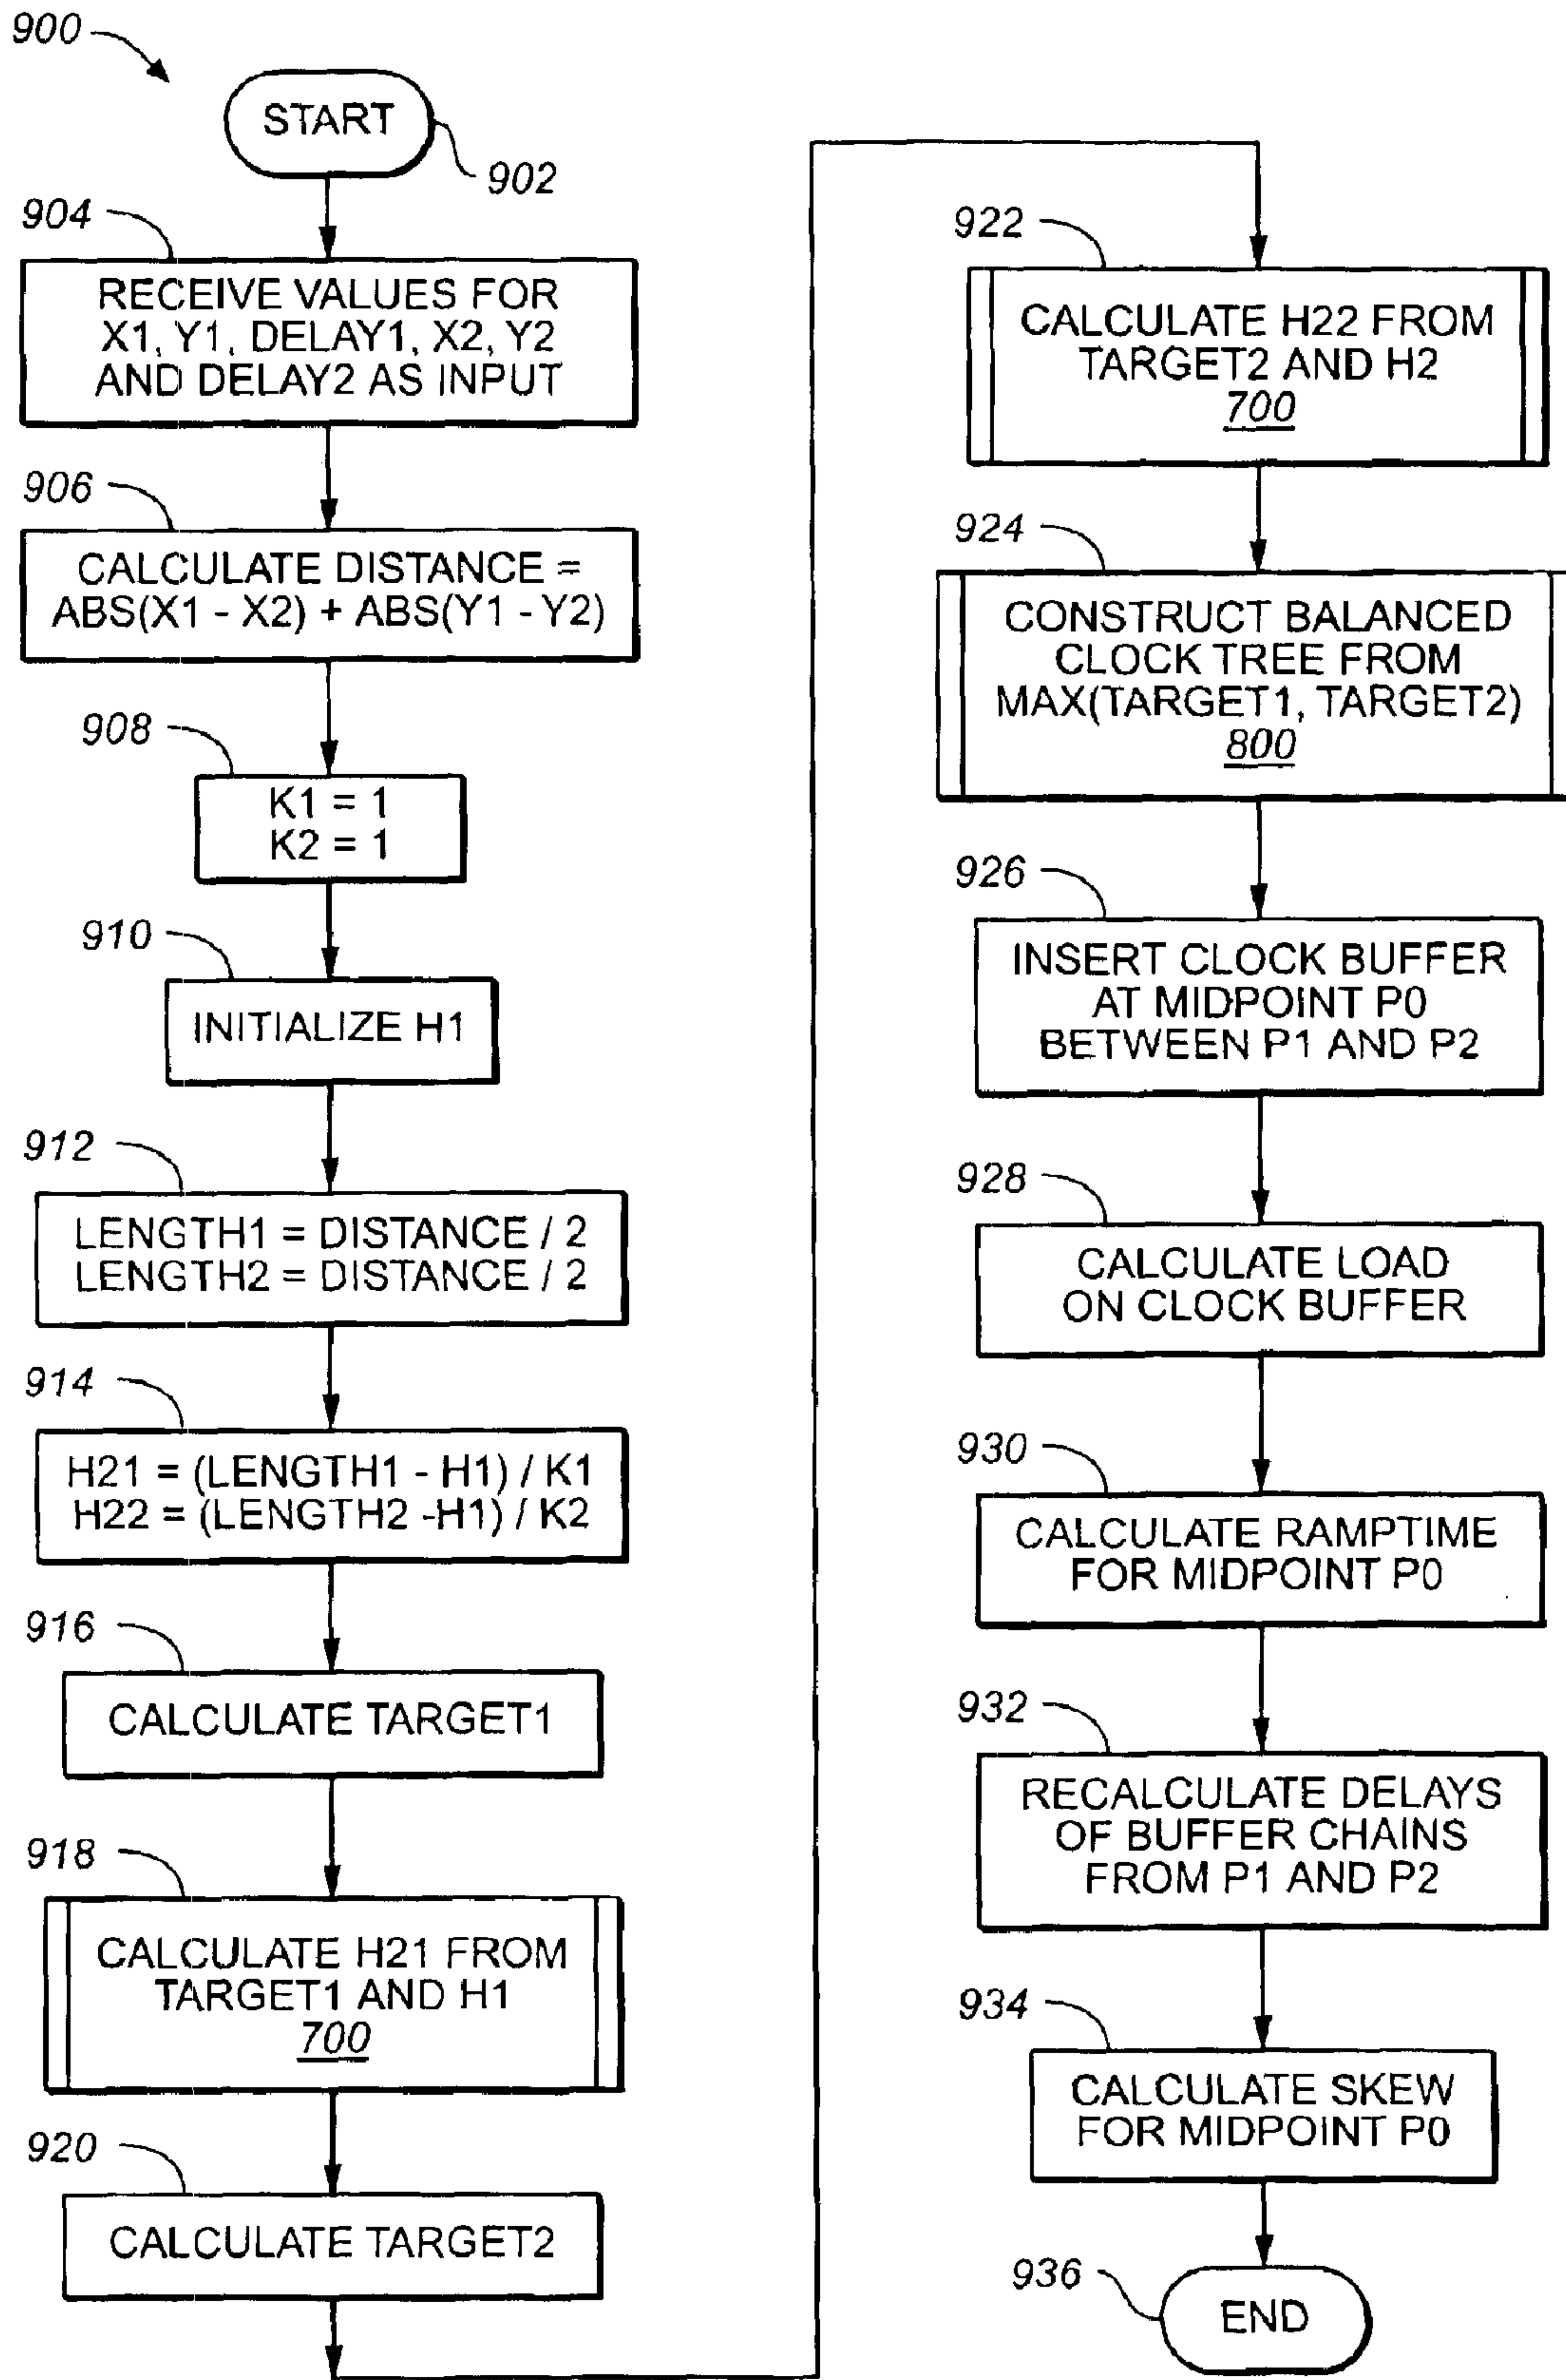 900
START
902
904
RECEIVE VALUES FOR
X1, Y1, DELAY1, X2, Y2
AND DELAY2 AS INPUT
906
CALCULATE DISTANCE =
ABS(X1 - X2) + ABS(Y1 - Y2)
908
K1 = 1
K2 = 1
910
INITIALIZE H1
912
LENGTH1 = DISTANCE / 2
LENGTH2 = DISTANCE / 2
914
H21 = (LENGTH1 - H1) / K1
H22 = (LENGTH2 -H1) / K2
916
CALCULATE TARGET1
918
CALCULATE H21 FROM
TARGET1 AND H1
700
920
CALCULATE TARGET2
922
CALCULATE H22 FROM
TARGET2 AND H2
700
924
CONSTRUCT BALANCED
CLOCK TREE FROM
MAX(TARGET1, TARGET2)
800
926
INSERT CLOCK BUFFER
AT MIDPOINT P0
BETWEEN P1 AND P2
928
CALCULATE LOAD
ON CLOCK BUFFER
930
CALCULATE RAMPTIME
FOR MIDPOINT P0
932
RECALCULATE DELAYS
OF BUFFER CHAINS
FROM P1 AND P2
934
CALCULATE SKEW
FOR MIDPOINT P0
936
END